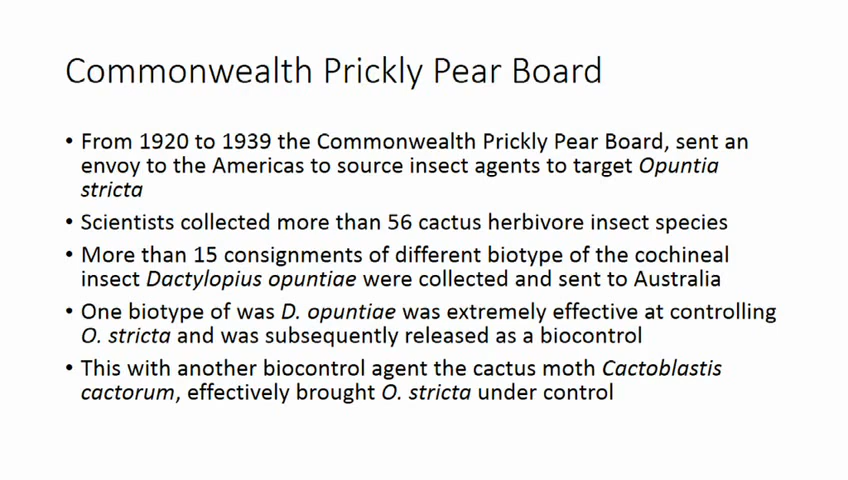 Commonwealth Prickly Pear Board
• From 1920 to 1939 the Commonwealth Prickly Pear Board, sent an
envoy to the Americas to source insect agents to target Opuntia
stricta
• Scientists collected more than 56 cactus herbivore insect species
• More than 15 consignments of different biotype of the cochineal
insect Dactylopius opuntiae were collected and sent to Australia
• One biotype of was D. opuntiae was extremely effective at controlling
O. stricta and was subsequently released as a biocontrol
• This with another biocontrol agent the cactus moth Cactoblastis
cactorum, effectively brought O. stricta under control